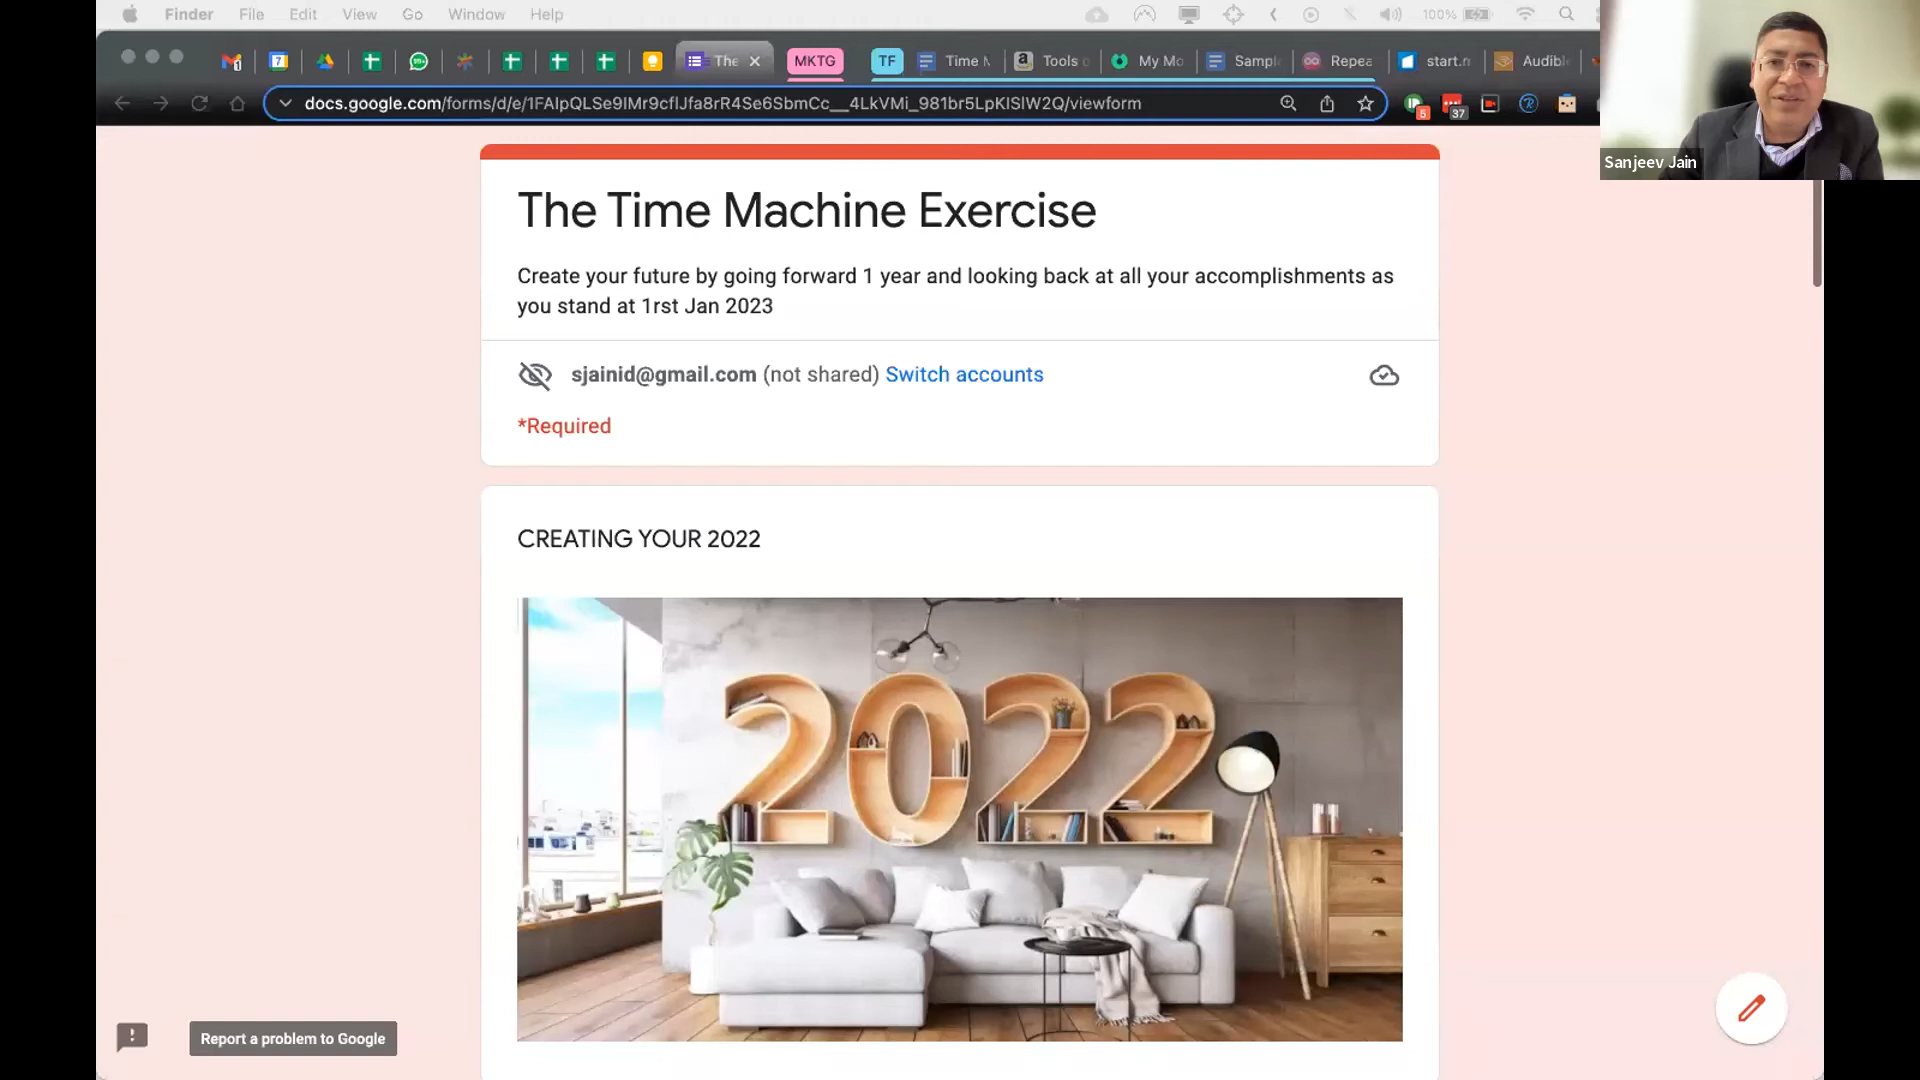 Finder File Edit View Go Window Help 100%
The MKTG TF Time Tools My Mo Sampl Repea start.r Audibl
docs.google.com/forms/d/e/1FAIpQLSe9IMr9cflJfa8rR4Se6SbmCc__4LkVMi_981br5LpKISlW2Q/viewform 5 37
Sanjeev Jain
The Time Machine Exercise
Create your future by going forward 1 year and looking back at all your accomplishments as
you stand at 1rst Jan 2023
sjainid@gmail.com (not shared) Switch accounts
*Required
CREATING YOUR 2022
2022
Report a problem to Google